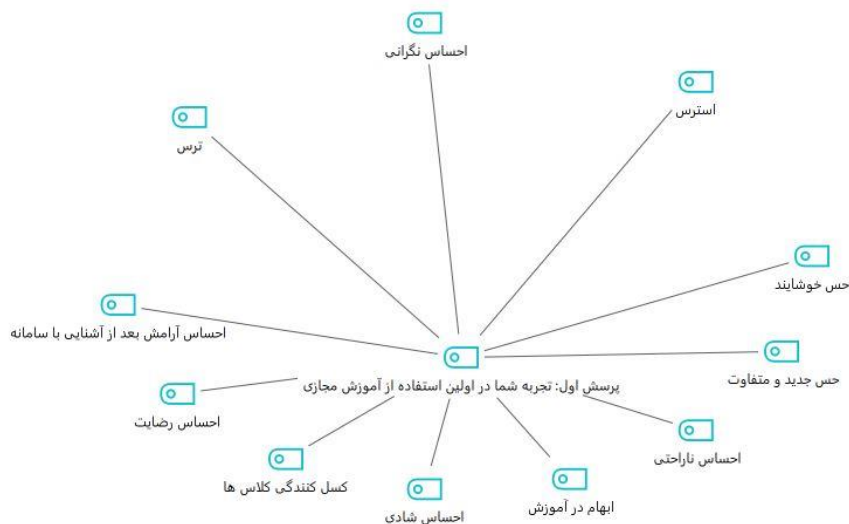 احساس نگرانی
استرس
ترس
حس خوشایند
احساس آرامش بعد از آشنایی با سامانه
پرسش اول: تجربه شما در اولین استفاده از آموزش مجازی
حس جدید و متفاوت
احساس رضایت
احساس ناراحتی
کسل کنندگی کلاس ها
ابهام در آموزش
احساس شادی